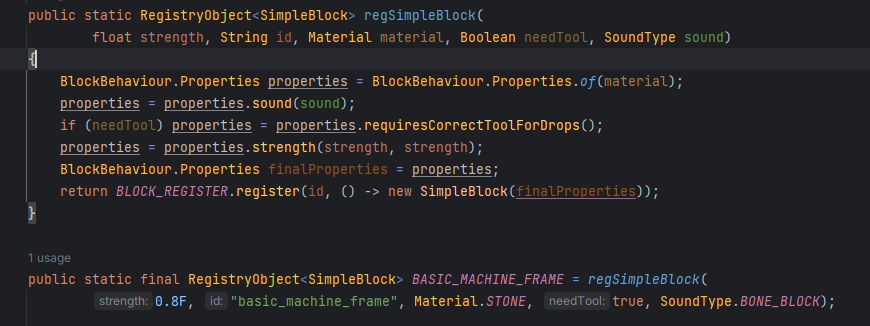 public static RegistryObject<SimpleBlock> regSimpleBlock(
float strength, String id, Material material, Boolean needTool, SoundType sound)
{
BlockBehaviour.Properties properties = BlockBehaviour.Properties.of(material);
properties = properties.sound(sound);
if (needTool) properties = properties.requiresCorrectToolForDrops();
properties = properties.strength(strength, strength);
BlockBehaviour.Properties finalProperties = properties;
return BLOCK_REGISTER.register(id, () -> new SimpleBlock(finalProperties));
}
1 usage
public static final RegistryObject<SimpleBlock> BASIC_MACHINE_FRAME = regSimpleBlock(
strength: 0.8F, id: "basic_machine_frame", Material.STONE, needTool: true, SoundType.BONE_BLOCK);